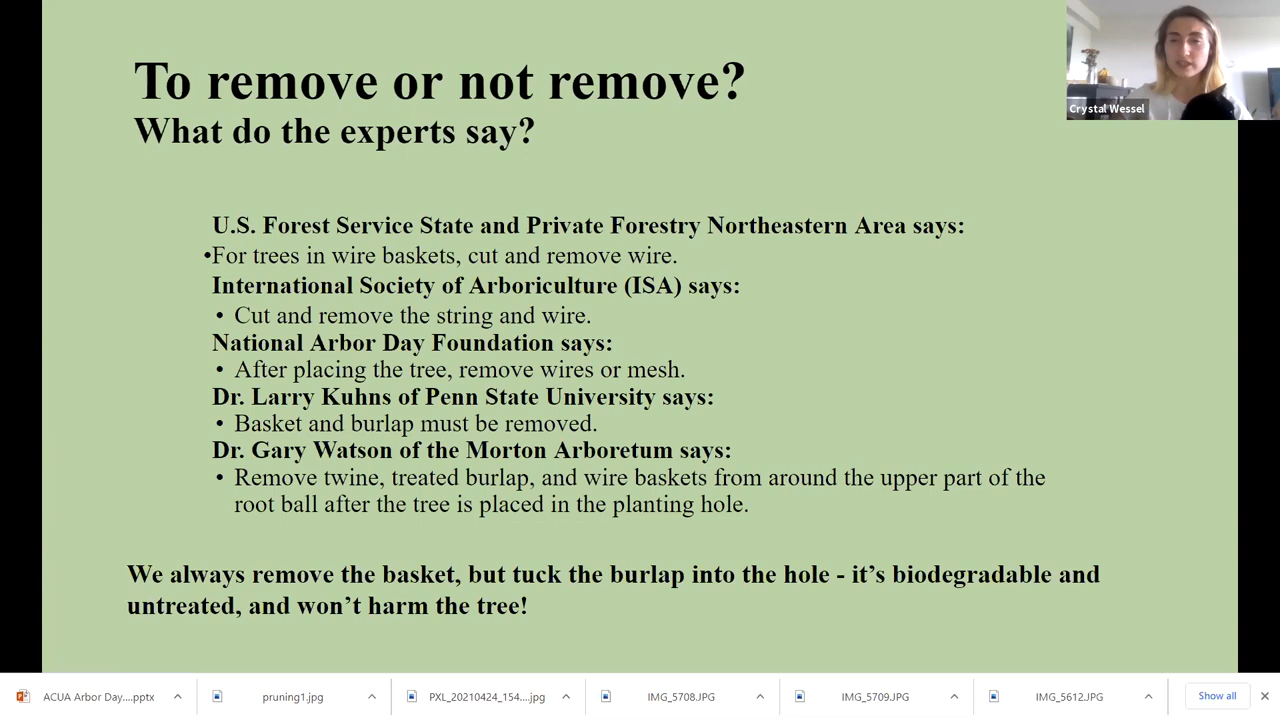 To remove or not remove?
What do the experts say?
Crystal Wessel
U.S. Forest Service State and Private Forestry Northeastern Area says:
•For trees in wire baskets, cut and remove wire.
International Society of Arboriculture (ISA) says:
• Cut and remove the string and wire.
National Arbor Day Foundation says:
• After placing the tree, remove wires or mesh.
Dr. Larry Kuhns of Penn State University says:
• Basket and burlap must be removed.
Dr. Gary Watson of the Morton Arboretum says:
• Remove twine, treated burlap, and wire baskets from around the upper part of the
root ball after the tree is placed in the planting hole.
We always remove the basket, but tuck the burlap into the hole - it’s biodegradable and
untreated, and won’t harm the tree!
ACUA Arbor Day....pptx
pruning1.jpg
PXL_20210424_154....jpg
IMG_5708.JPG
IMG_5709.JPG
IMG_5612.JPG
Show all